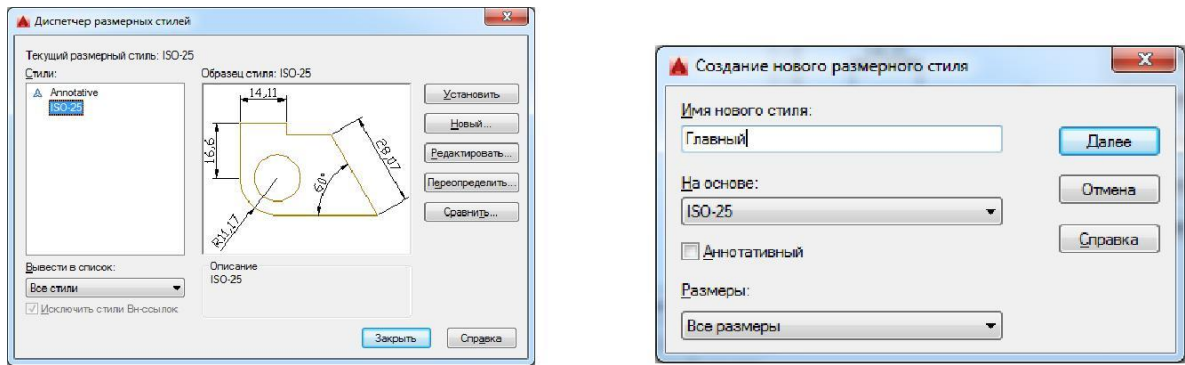 Диспетчер размерных стилей
Текущий размерный стиль: ISO-25
Стили:
Annotative
ISO-25
Образец стиля: ISO-25
14,11
16,6
28,07
60°
R11,17
Установить
Новый...
Редактировать...
Переопределить...
Сравнить...
Вывести в список:
Все стили
Исключить стили Вн-ссылок
Описание
ISO-25
Закрыть
Справка
Создание нового размерного стиля
Имя нового стиля:
Главный
На основе:
ISO-25
Аннотативный
Размеры:
Все размеры
Далее
Отмена
Справка